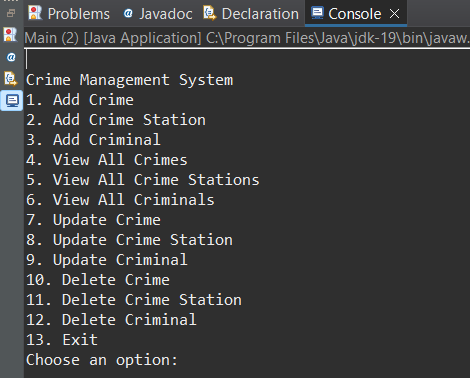 Problems Javadoc Declaration Console
Main (2) [Java Application] C:\Program Files\Java\jdk-19\bin\javaw.
Crime Management System
1. Add Crime
2. Add Crime Station
3. Add Criminal
4. View All Crimes
5. View All Crime Stations
6. View All Criminals
7. Update Crime
8. Update Crime Station
9. Update Criminal
10. Delete Crime
11. Delete Crime Station
12. Delete Criminal
13. Exit
Choose an option: